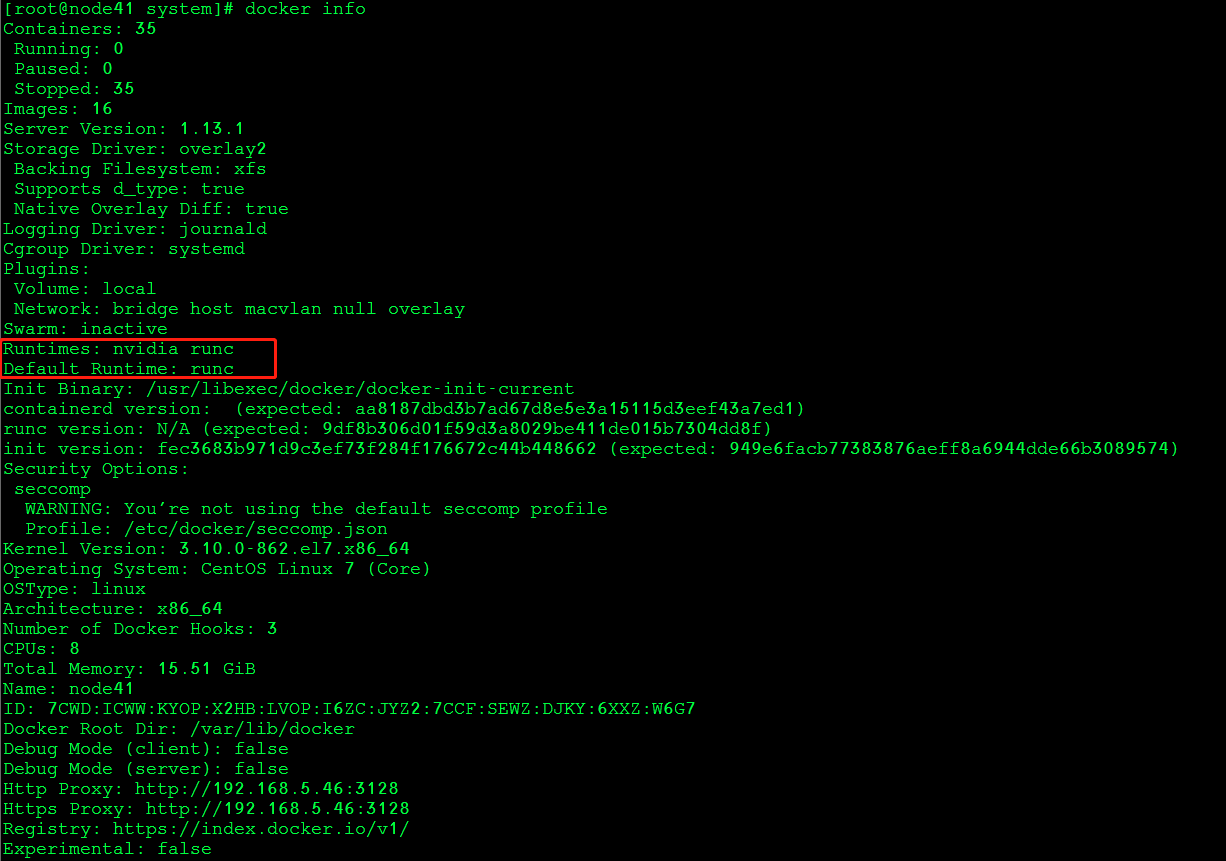 [root@node41 system]# docker info
Containers: 35
 Running: 0
 Paused: 0
 Stopped: 35
Images: 16
Server Version: 1.13.1
Storage Driver: overlay2
 Backing Filesystem: xfs
 Supports d_type: true
 Native Overlay Diff: true
Logging Driver: journald
Cgroup Driver: systemd
Plugins:
 Volume: local
 Network: bridge host macvlan null overlay
Swarm: inactive
Runtimes: nvidia runc
Default Runtime: runc
Init Binary: /usr/libexec/docker/docker-init-current
containerd version:  (expected: aa8187dbd3b7ad67d8e5e3a15115d3eef43a7ed1)
runc version: N/A (expected: 9df8b306d01f59d3a8029be411de015b7304dd8f)
init version: fec3683b971d9c3ef73f284f176672c44b448662 (expected: 949e6facb77383876aeff8a6944dde66b3089574)
Security Options:
 seccomp
  WARNING: You're not using the default seccomp profile
  Profile: /etc/docker/seccomp.json
Kernel Version: 3.10.0-862.el7.x86_64
Operating System: CentOS Linux 7 (Core)
OSType: linux
Architecture: x86_64
Number of Docker Hooks: 3
CPUs: 8
Total Memory: 15.51 GiB
Name: node41
ID: 7CWD:ICWW:KYOP:X2HB:LVOP:I6ZC:JYZ2:7CCF:SEWZ:DJKY:6XXZ:W6G7
Docker Root Dir: /var/lib/docker
Debug Mode (client): false
Debug Mode (server): false
Http Proxy: http://192.168.5.46:3128
Https Proxy: http://192.168.5.46:3128
Registry: https://index.docker.io/v1/
Experimental: false